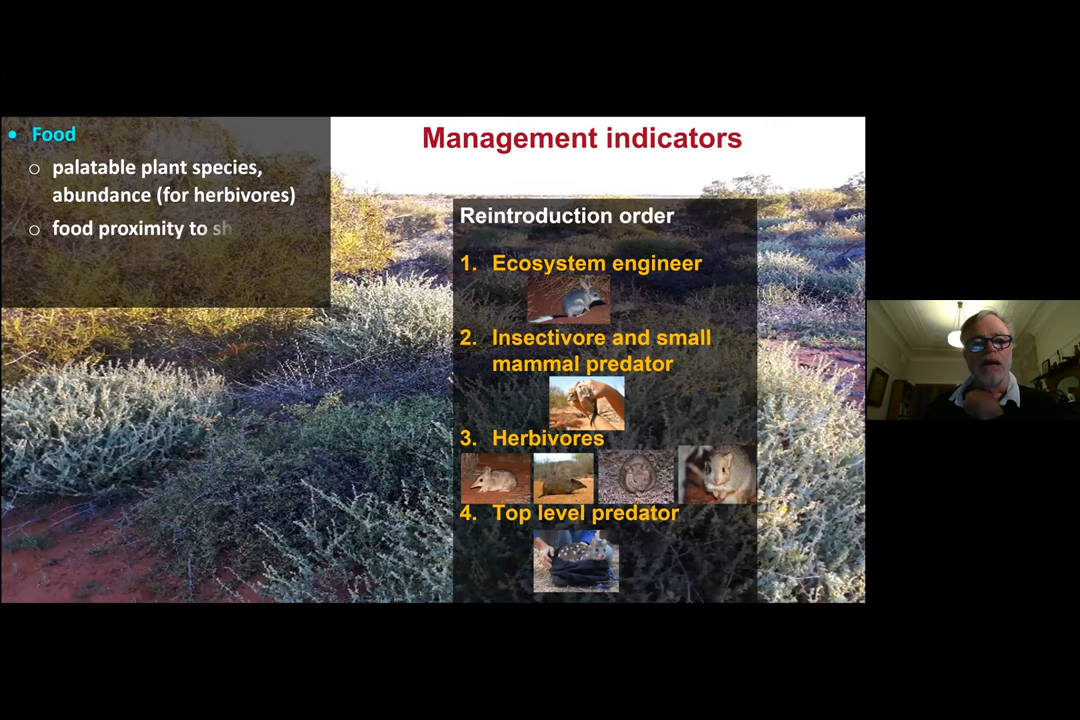 Management indicators
• Food
o palatable plant species,
abundance (for herbivores)
o food proximity to sh
Reintroduction order
1. Ecosystem engineer
2. Insectivore and small
mammal predator
3. Herbivores
4. Top level predator